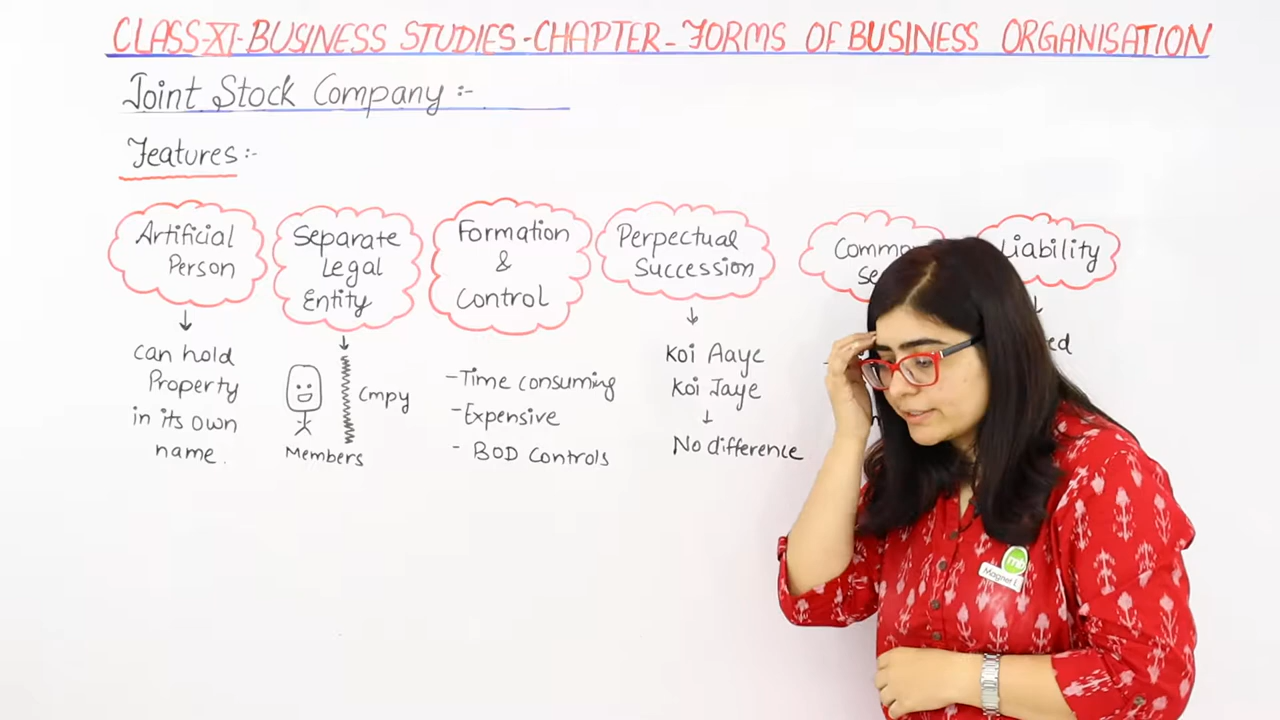 CLASS-XI-BUSINESS STUDIES-CHAPTER-FORMS OF BUSINESS ORGANISATION
Joint Stock Company :-
Features :-
Artificial
Person
can hold
Property
in its own
name.
Separate
Legal
Entity
Cmpy
Members
Formation
&
Control
-Time consuming
-Expensive
- BOD Controls
Perpectual
Succession
Koi Aaye
Koi Jaye
No difference
Liability